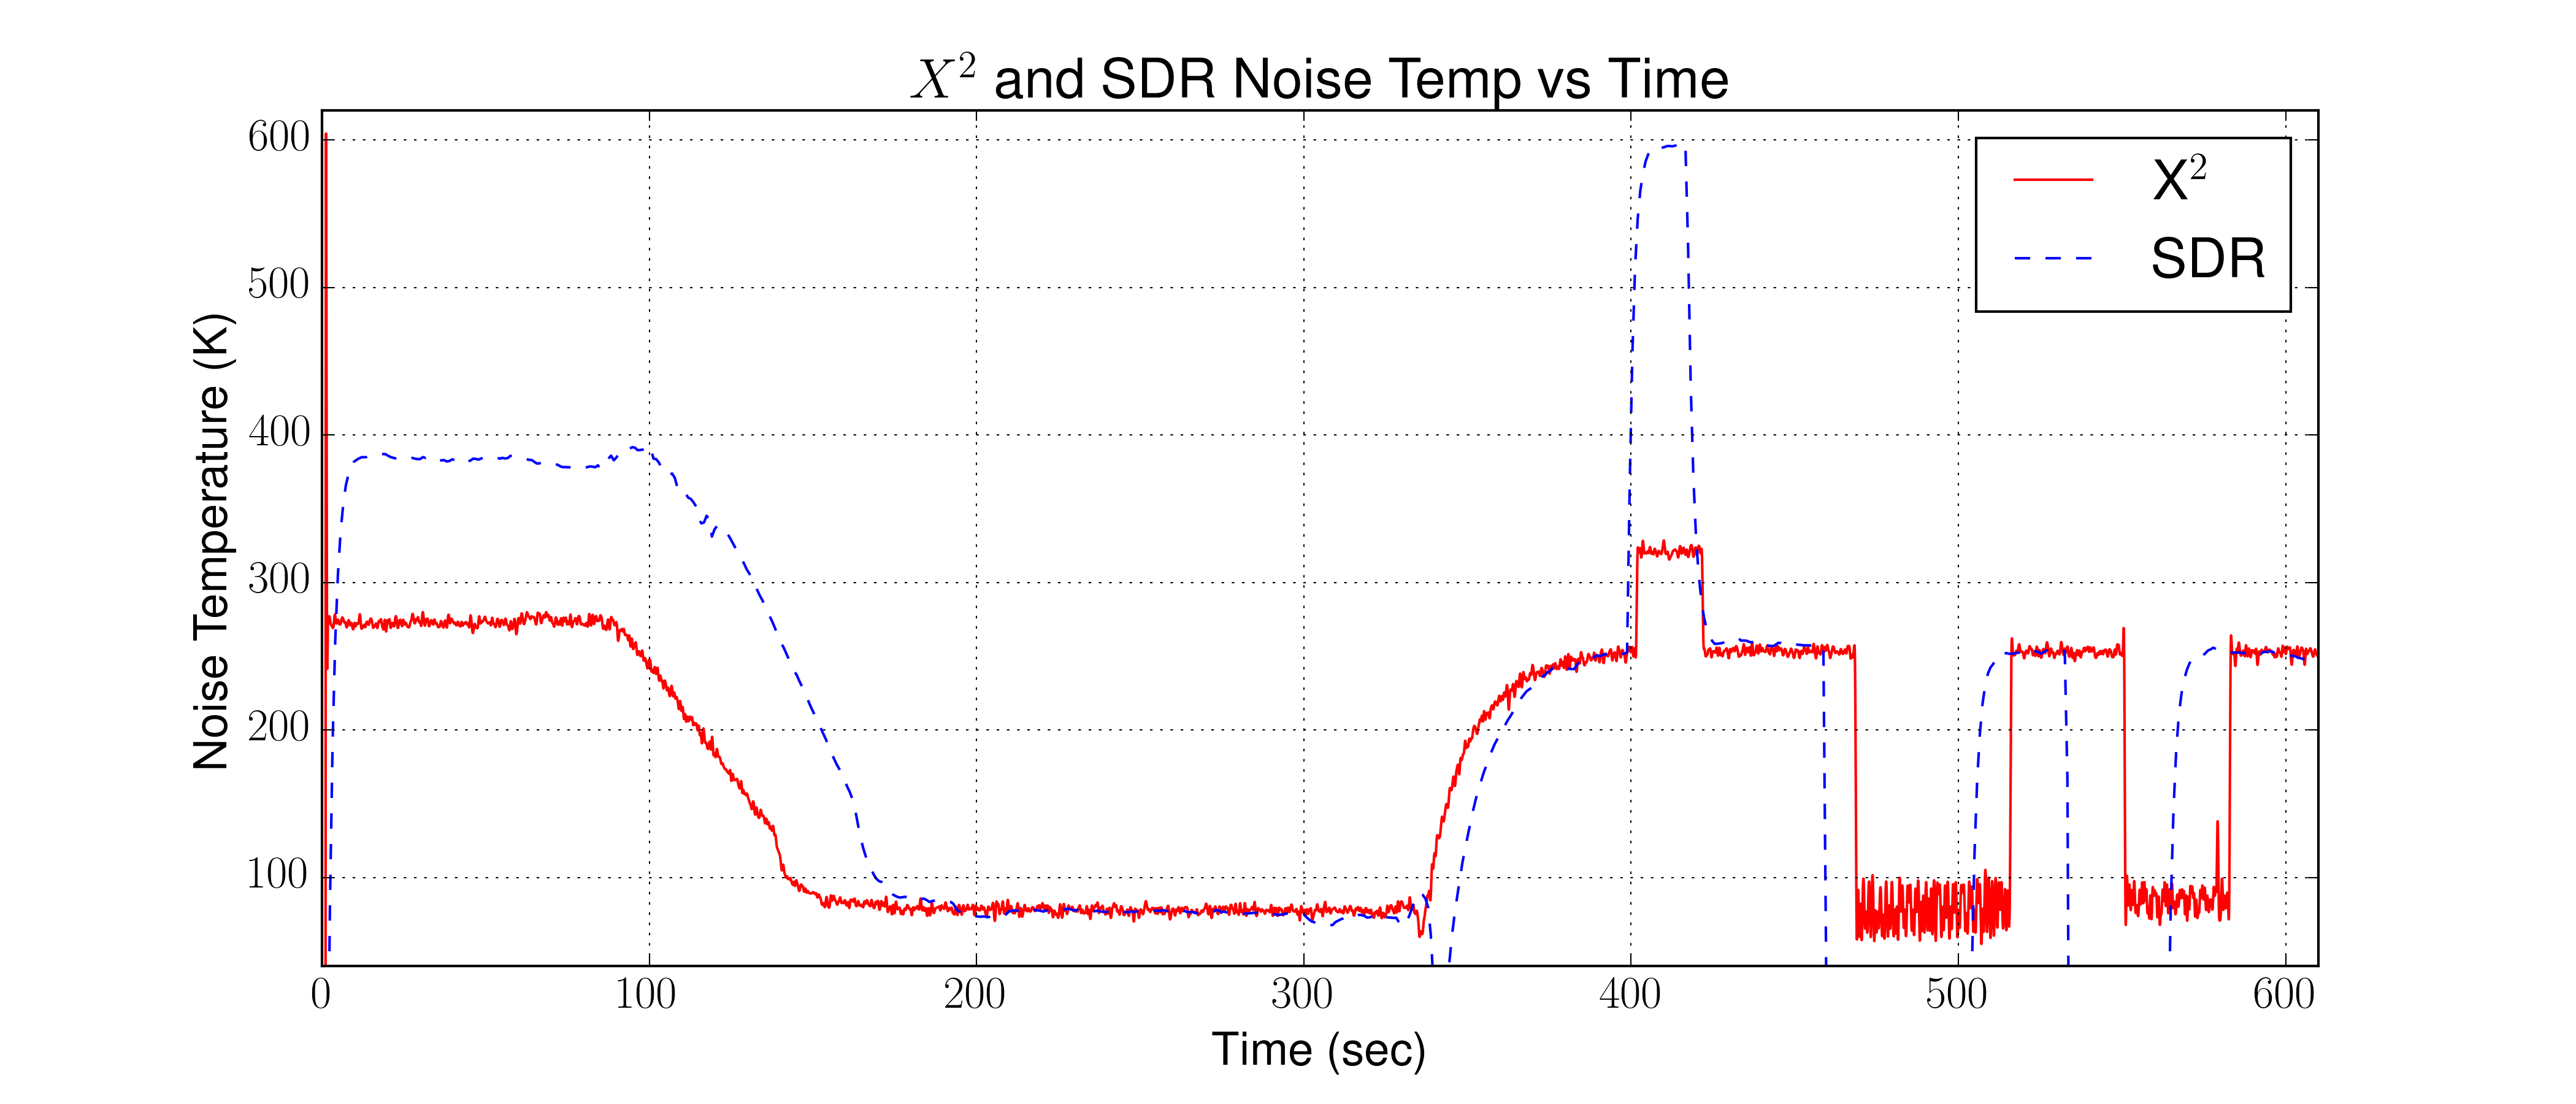 X² and SDR Noise Temp vs Time
Noise Temperature (K)
600
500
400
300
200
100
0 100 200 300 400 500 600
Time (sec)
X²
SDR